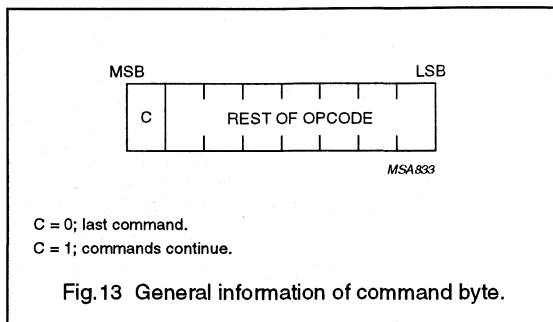 MSB LSB
C REST OF OPCODE
MSA833
C = 0; last command.
C = 1; commands continue.
Fig.13 General information of command byte.